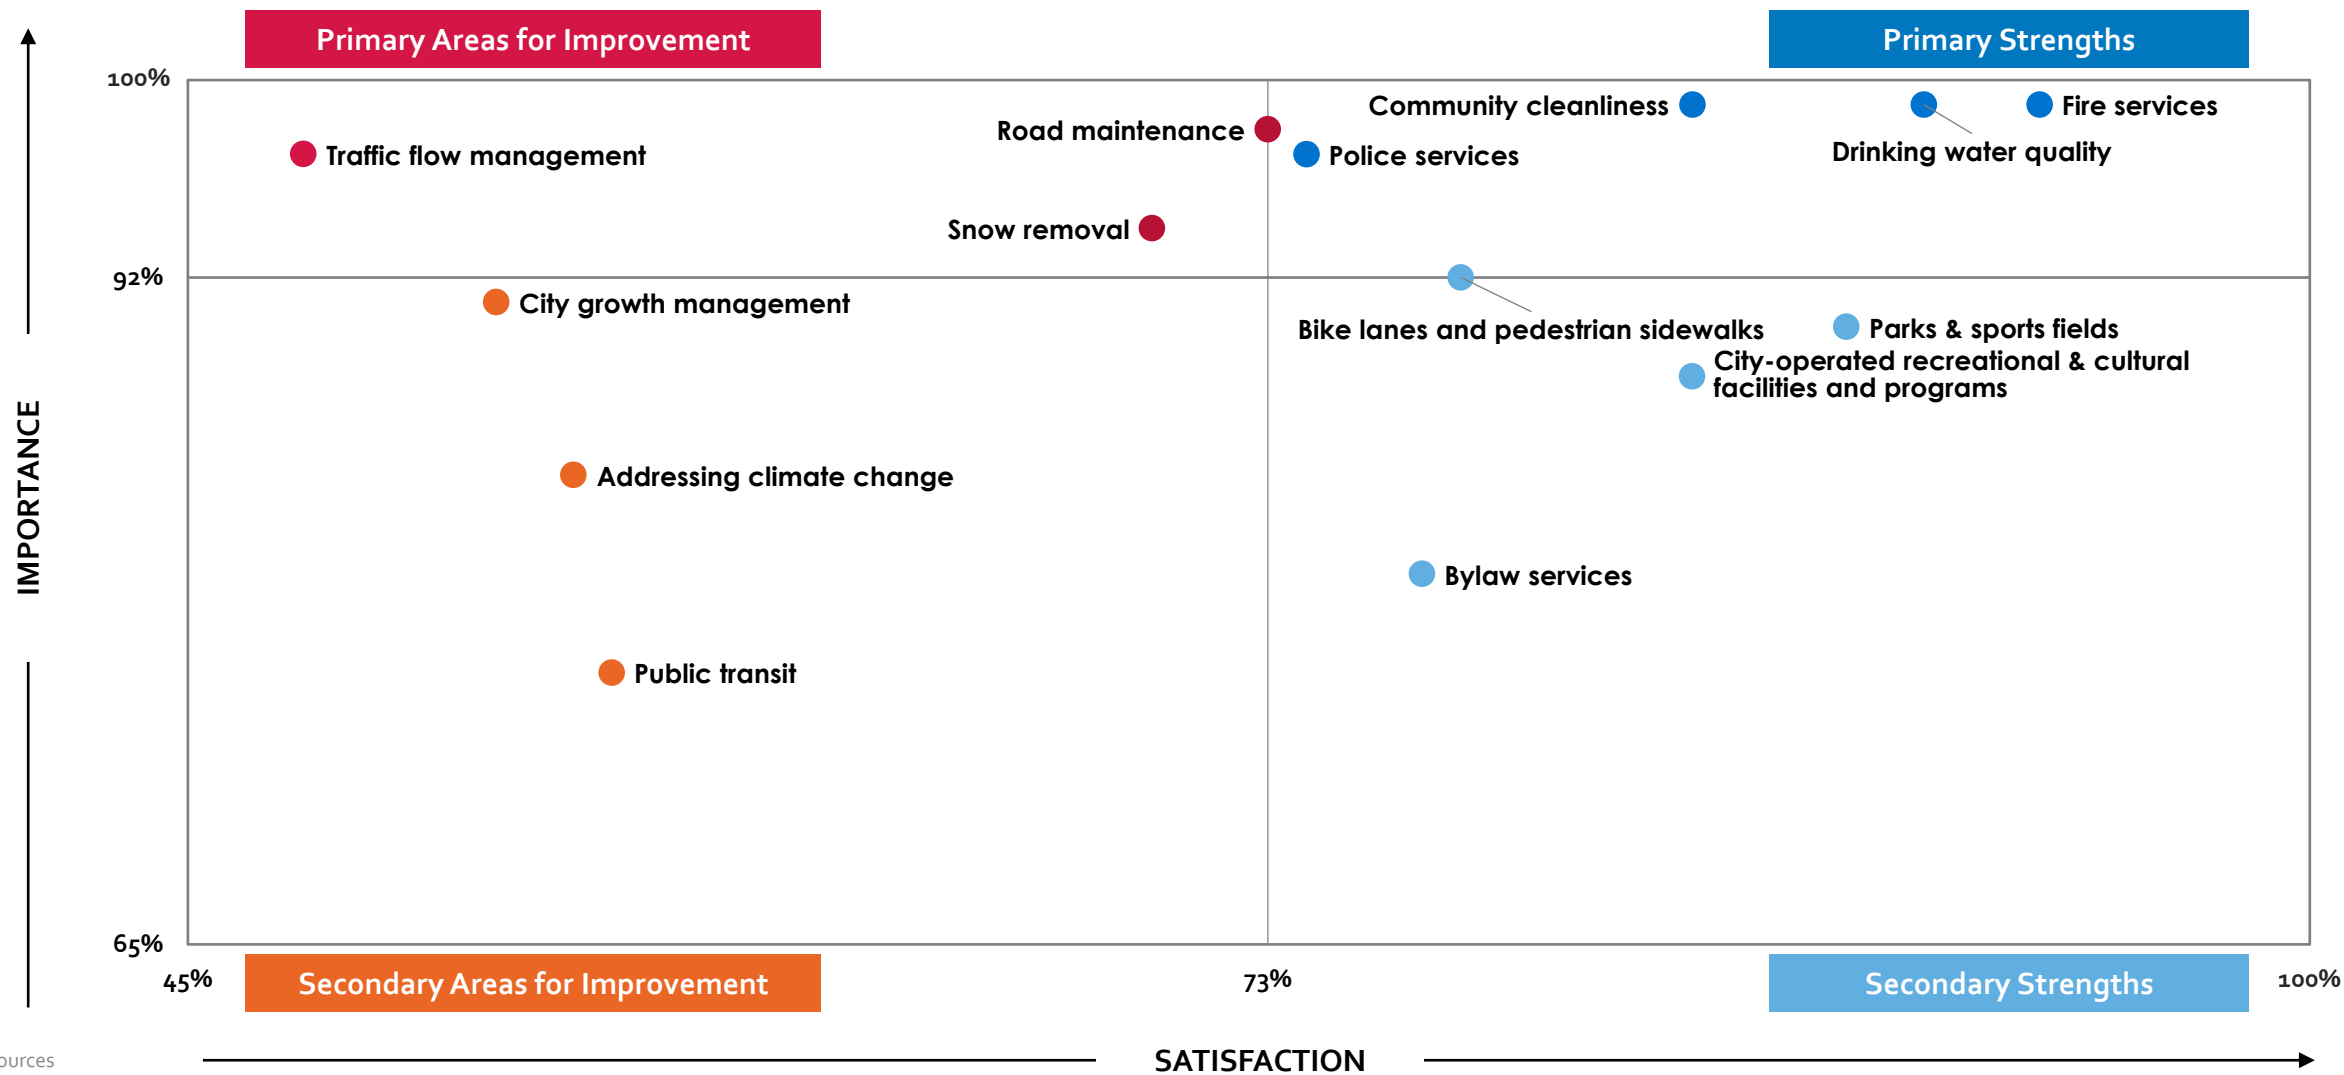 Primary Areas for Improvement
Primary Strengths
100%
Community cleanliness
Fire services
Road maintenance
Traffic flow management
Police services
Drinking water quality
Snow removal
92%
City growth management
Bike lanes and pedestrian sidewalks
Parks & sports fields
City-operated recreational & cultural
facilities and programs
IMPORTANCE
Addressing climate change
Bylaw services
Public transit
65%
45%
Secondary Areas for Improvement
73%
Secondary Strengths
100%
SATISFACTION